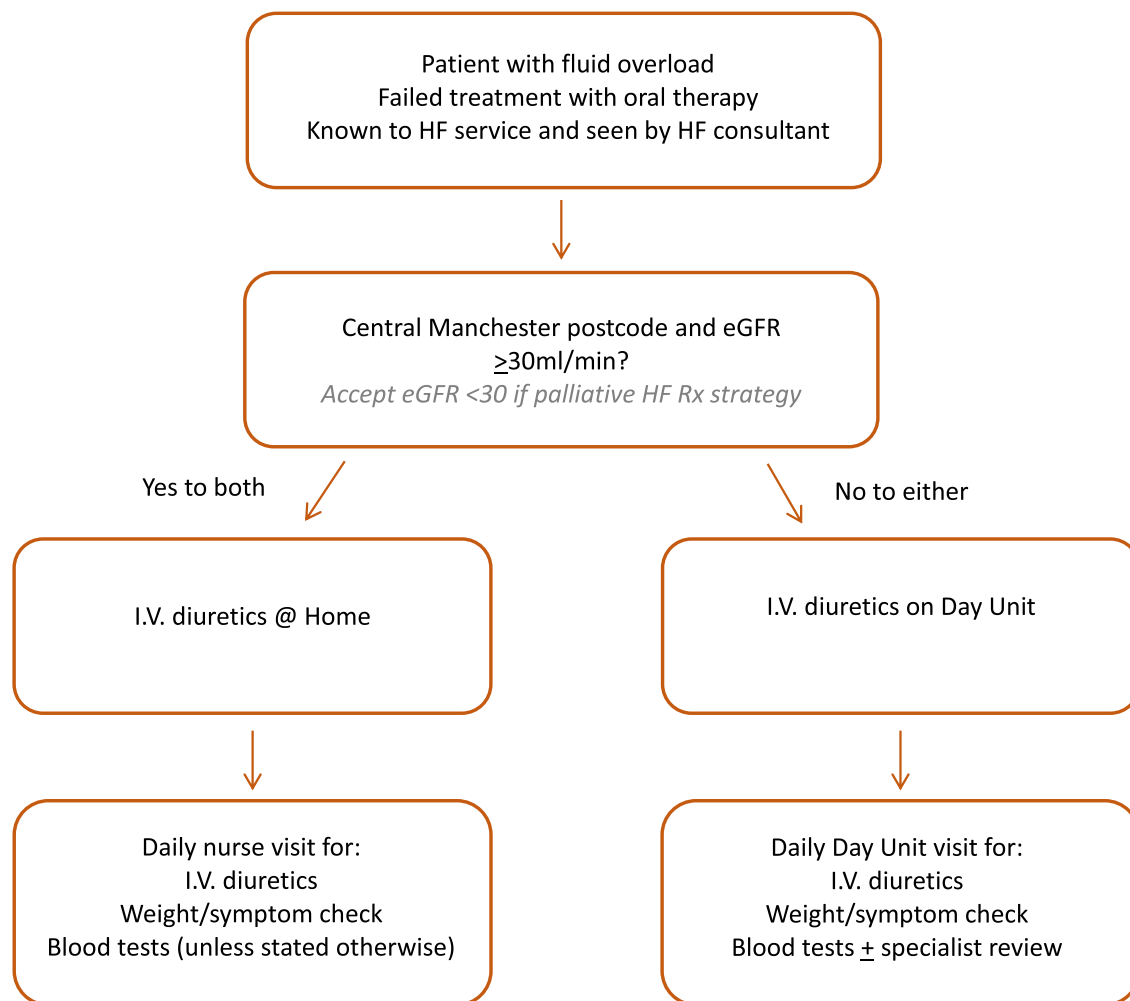 Patient with fluid overload
Failed treatment with oral therapy
Known to HF service and seen by HF consultant
Central Manchester postcode and eGFR
≥30ml/min?
Accept eGFR <30 if palliative HF Rx strategy
Yes to both
No to either
I.V. diuretics @ Home
I.V. diuretics on Day Unit
Daily nurse visit for:
I.V. diuretics
Weight/symptom check
Blood tests (unless stated otherwise)
Daily Day Unit visit for:
I.V. diuretics
Weight/symptom check
Blood tests ± specialist review